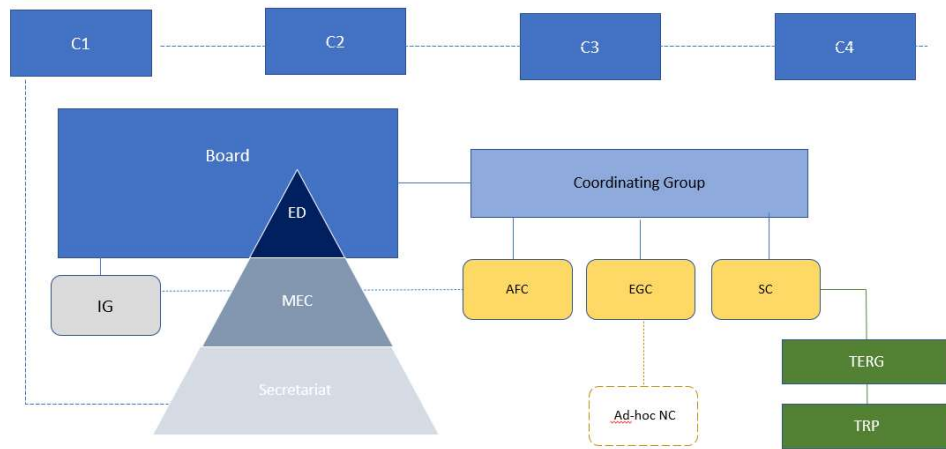 C1
C2
C3
C4
Board
Coordinating Group
ED
IG
MEC
AFC
EGC
SC
Secretariat
TERG
Ad-hoc NC
TRP